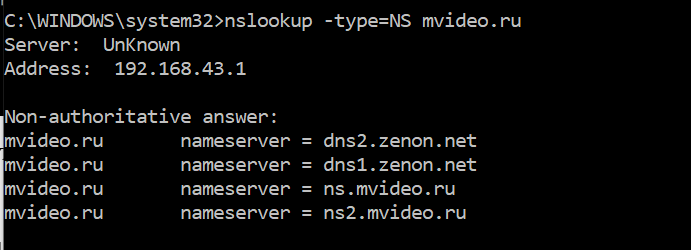 C:\WINDOWS\system32>nslookup -type=NS mvideo.ru
Server:  UnKnown
Address:  192.168.43.1

Non-authoritative answer:
mvideo.ru       nameserver = dns2.zenon.net
mvideo.ru       nameserver = dns1.zenon.net
mvideo.ru       nameserver = ns.mvideo.ru
mvideo.ru       nameserver = ns2.mvideo.ru